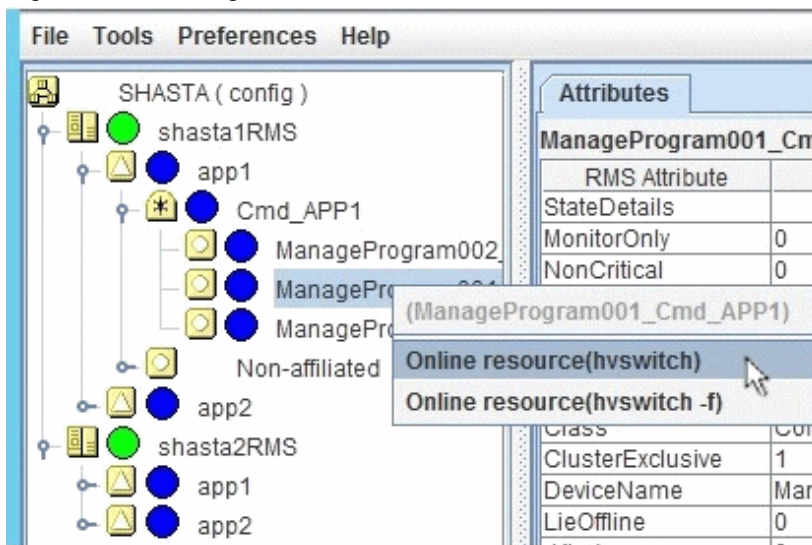 File Tools Preferences Help
SHASTA ( config )
shasta1RMS
app1
Cmd_APP1
ManageProgram002_
ManagePro
ManagePro
Non-affiliated
app2
shasta2RMS
app1
app2
Attributes
ManageProgram001_Cm
RMS Attribute
StateDetails
MonitorOnly 0
NonCritical 0
(ManageProgram001_Cmd_APP1)
Online resource(hvswitch)
Online resource(hvswitch -f)
Class Con
ClusterExclusive 1
DeviceName Mar
LieOffline 0